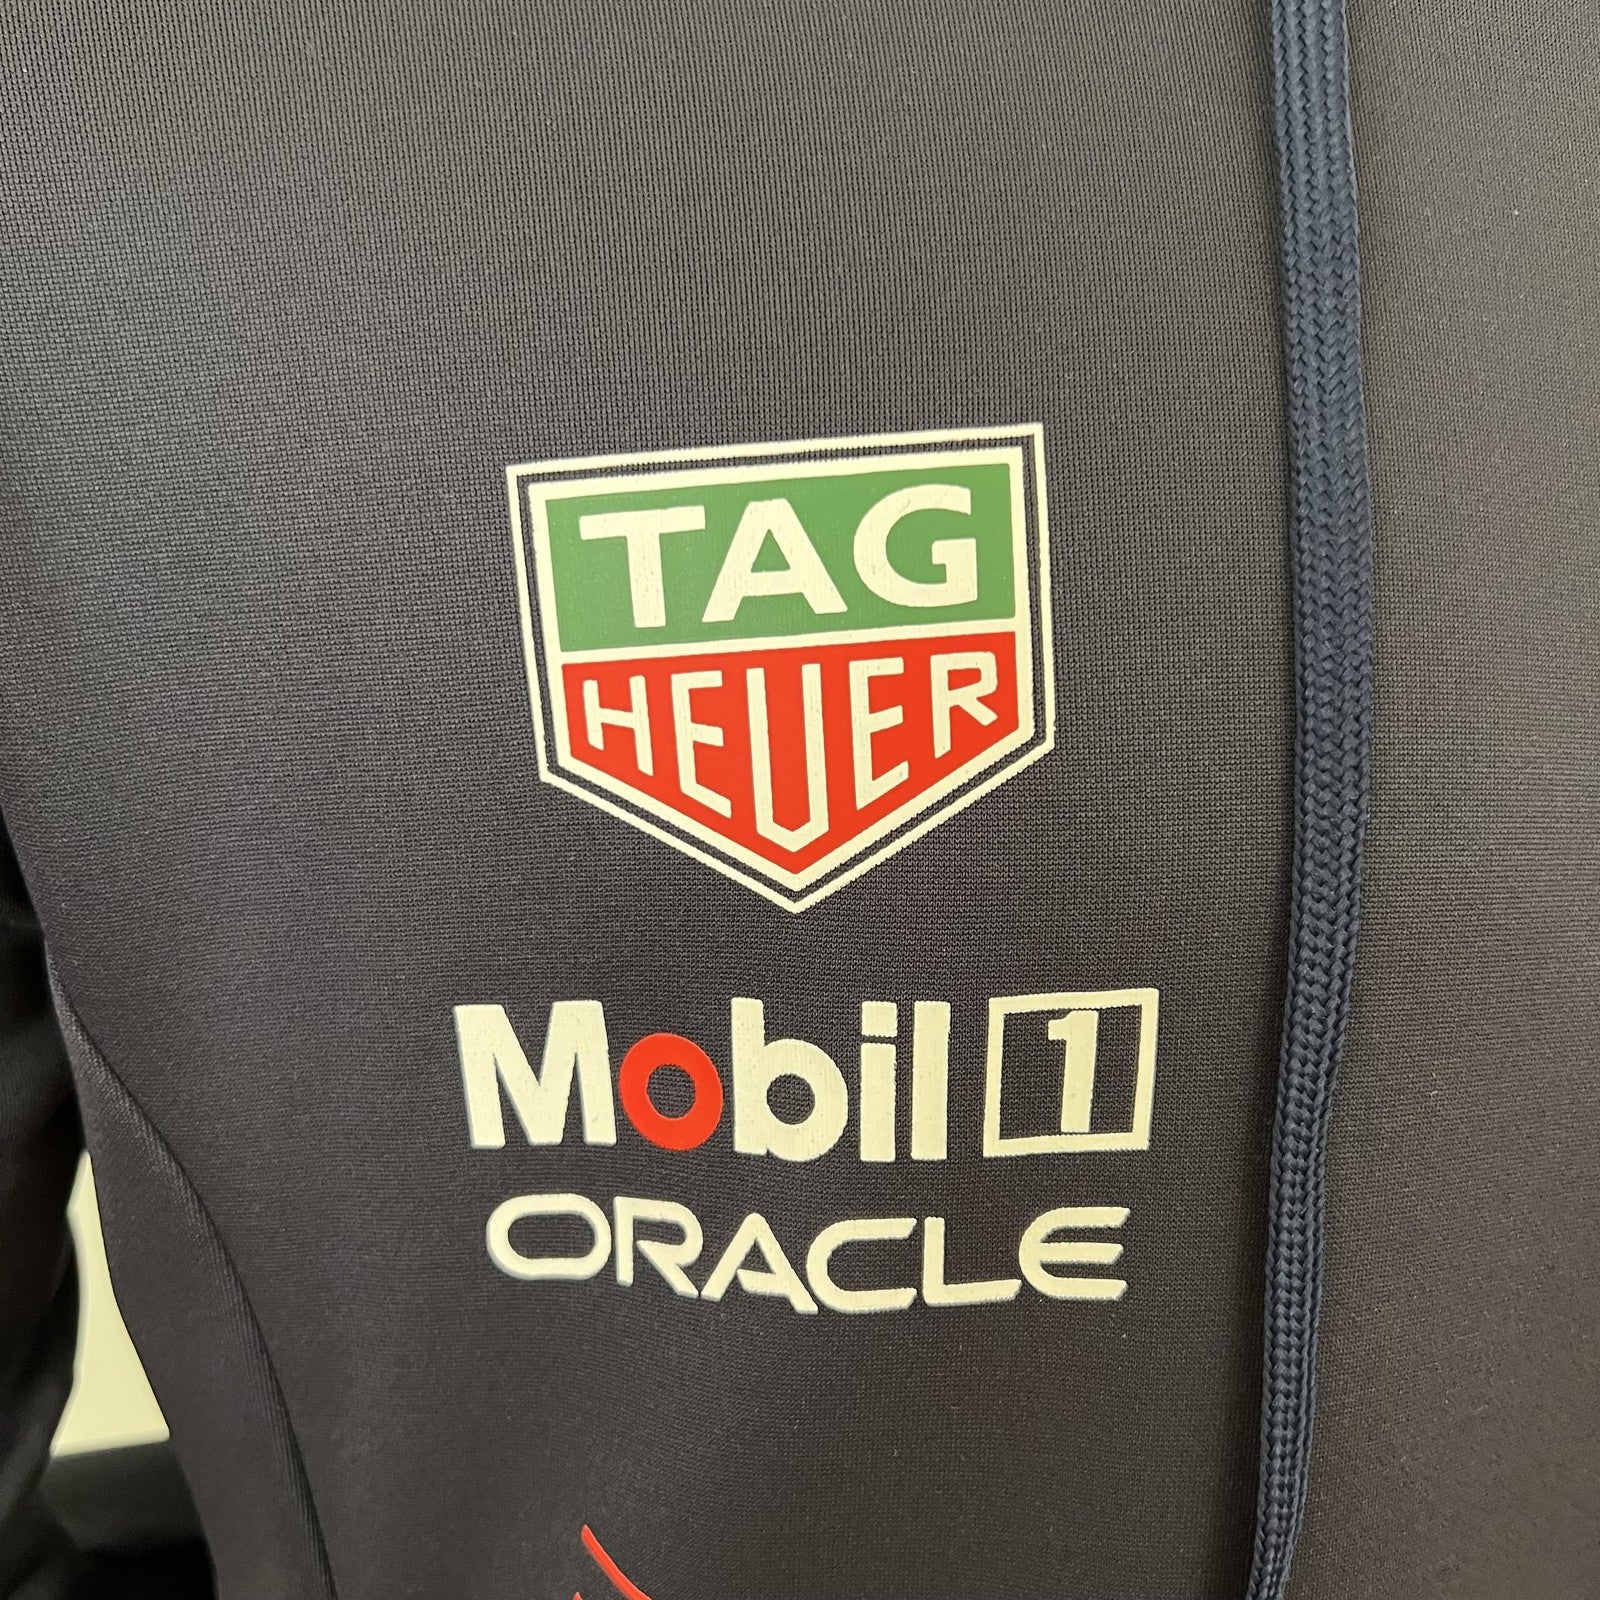 TAG
HEUER
Mobil 1
ORACLE